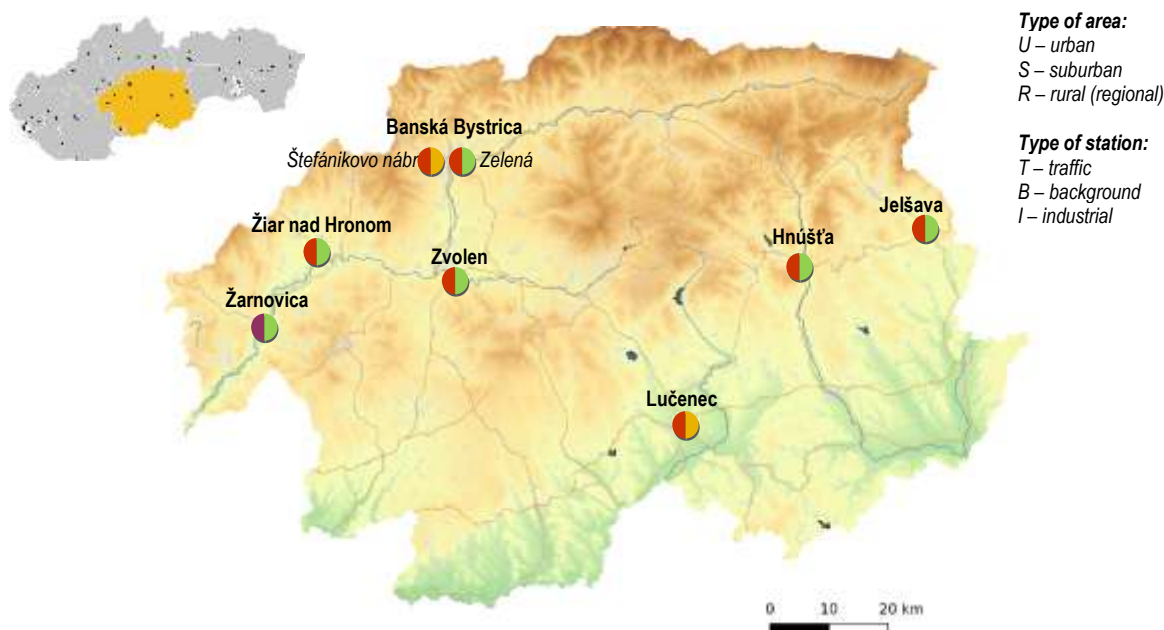 Type of area:
U – urban
S – suburban
R – rural (regional)
Type of station:
T – traffic
B – background
I – industrial
Banská Bystrica
Štefánikovo nábr
Zelená
Jelšava
Žiar nad Hronom
Hnúšťa
Zvolen
Žarnovica
Lučenec
0 10 20 km